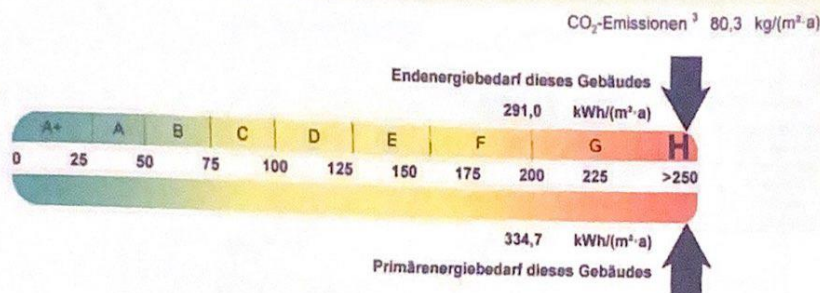 CO₂-Emissionen ³ 80,3 kg/(m²·a)
Endenergiebedarf dieses Gebäudes
291,0 kWh/(m²·a)
A+ A B C D E F G H
0 25 50 75 100 125 150 175 200 225 >250
334,7 kWh/(m²·a)
Primärenergiebedarf dieses Gebäudes